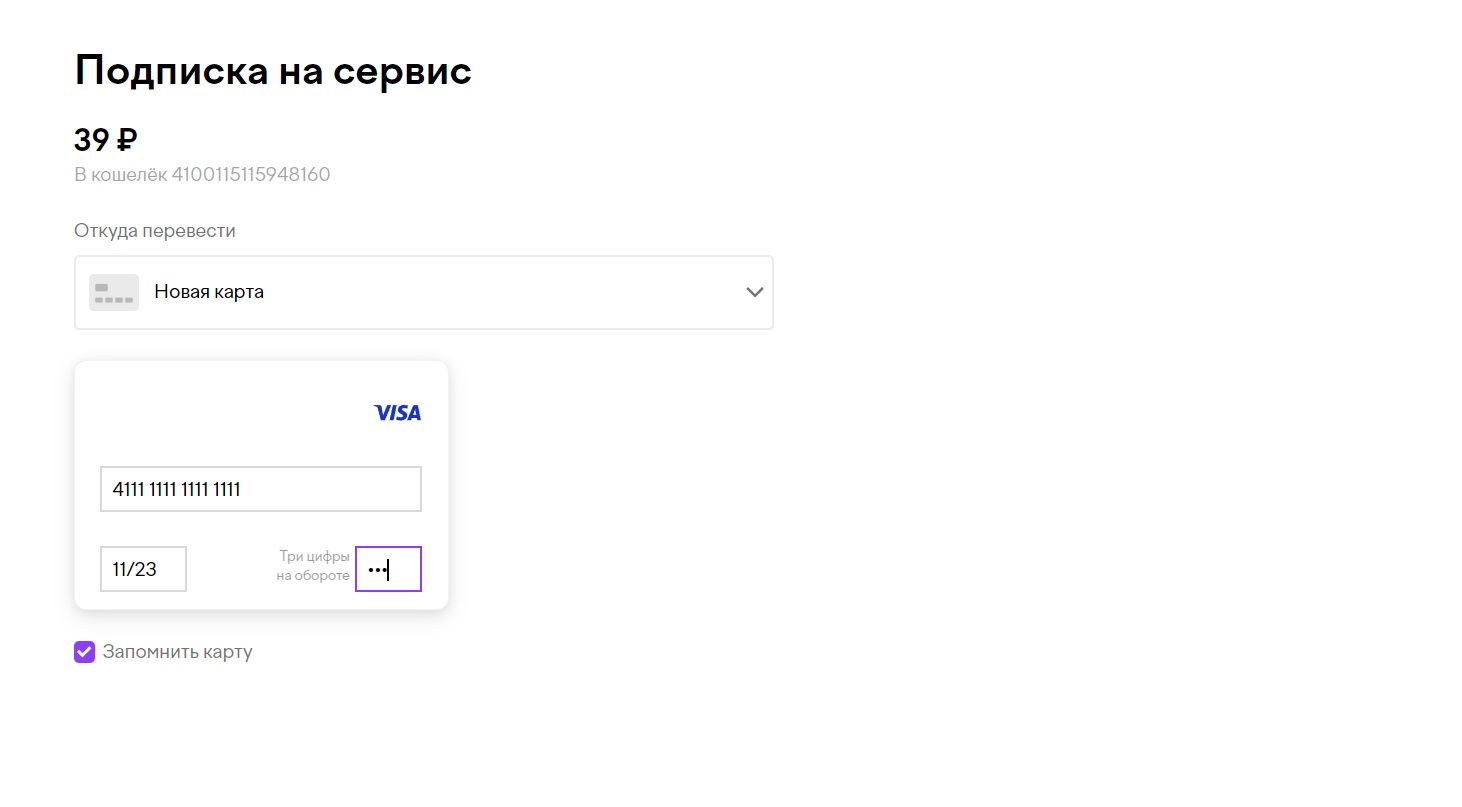 Подписка на сервис
39 ₽
В кошелёк 4100115115948160
Откуда перевести
Новая карта
VISA
4111 1111 1111 1111
11/23
Три цифры
на обороте
•••
Запомнить карту